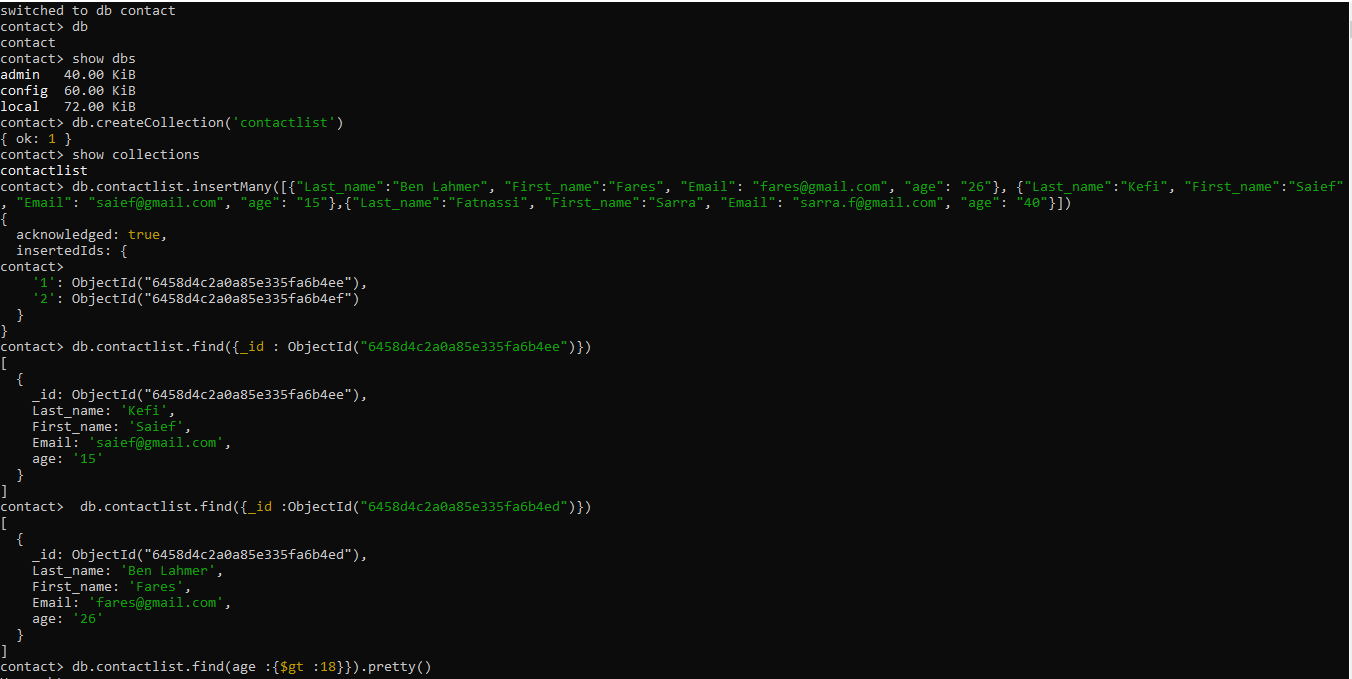 switched to db contact
contact> db
contact
contact> show dbs
admin   40.00 KiB
config  60.00 KiB
local   72.00 KiB
contact> db.createCollection('contactlist')
{ ok: 1 }
contact> show collections
contactlist
contact> db.contactlist.insertMany([{"Last_name":"Ben Lahmer", "First_name":"Fares", "Email": "fares@gmail.com", "age": "26"}, {"Last_name":"Kefi", "First_name":"Saief"
, "Email": "saief@gmail.com", "age": "15"},{"Last_name":"Fatnassi", "First_name":"Sarra", "Email": "sarra.f@gmail.com", "age": "40"}])
{
  acknowledged: true,
  insertedIds: {
contact>
    '1': ObjectId("6458d4c2a0a85e335fa6b4ee"),
    '2': ObjectId("6458d4c2a0a85e335fa6b4ef")
  }
}
contact> db.contactlist.find({_id : ObjectId("6458d4c2a0a85e335fa6b4ee")})
[
  {
    _id: ObjectId("6458d4c2a0a85e335fa6b4ee"),
    Last_name: 'Kefi',
    First_name: 'Saief',
    Email: 'saief@gmail.com',
    age: '15'
  }
]
contact>  db.contactlist.find({_id :ObjectId("6458d4c2a0a85e335fa6b4ed")})
[
  {
    _id: ObjectId("6458d4c2a0a85e335fa6b4ed"),
    Last_name: 'Ben Lahmer',
    First_name: 'Fares',
    Email: 'fares@gmail.com',
    age: '26'
  }
]
contact> db.contactlist.find(age :{$gt :18}}).pretty()